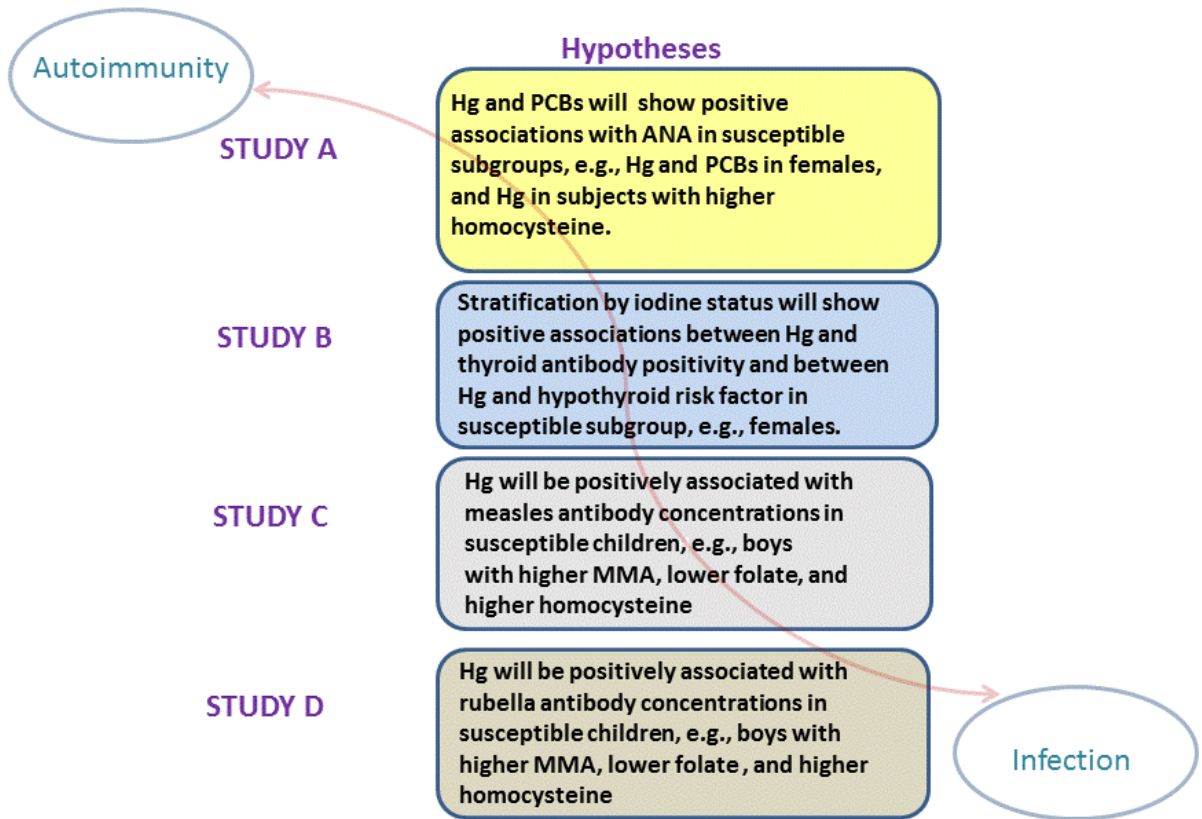 Autoimmunity
Hypotheses
STUDY A
Hg and PCBs will show positive
associations with ANA in susceptible
subgroups, e.g., Hg and PCBs in females,
and Hg in subjects with higher
homocysteine.
STUDY B
Stratification by iodine status will show
positive associations between Hg and
thyroid antibody positivity and between
Hg and hypothyroid risk factor in
susceptible subgroup, e.g., females.
STUDY C
Hg will be positively associated with
measles antibody concentrations in
susceptible children, e.g., boys
with higher MMA, lower folate, and
higher homocysteine
STUDY D
Hg will be positively associated with
rubella antibody concentrations in
susceptible children, e.g., boys with
higher MMA, lower folate , and higher
homocysteine
Infection